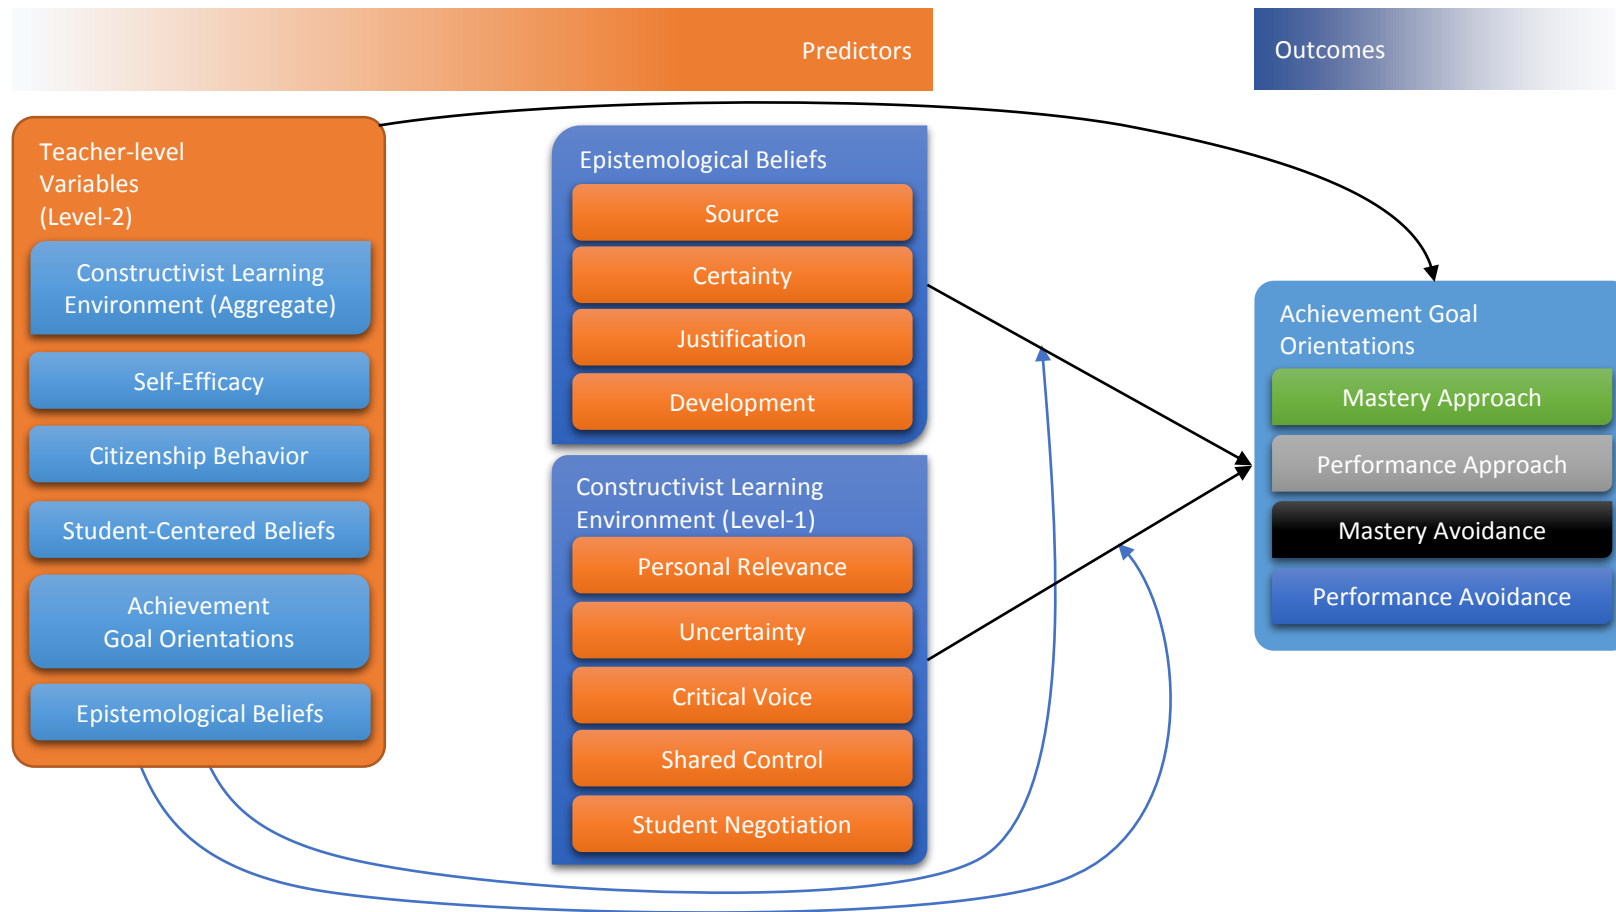 Predictors
Outcomes
Teacher-level
Variables
(Level-2)
Constructivist Learning
Environment (Aggregate)
Self-Efficacy
Citizenship Behavior
Student-Centered Beliefs
Achievement
Goal Orientations
Epistemological Beliefs
Epistemological Beliefs
Source
Certainty
Justification
Development
Constructivist Learning
Environment (Level-1)
Personal Relevance
Uncertainty
Critical Voice
Shared Control
Student Negotiation
Achievement Goal
Orientations
Mastery Approach
Performance Approach
Mastery Avoidance
Performance Avoidance